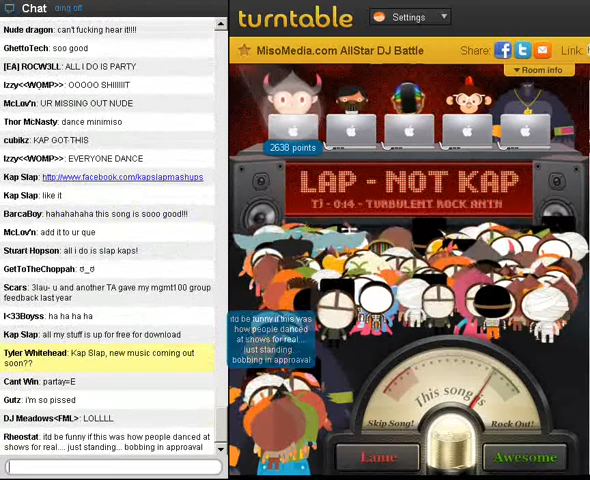 Chat
ding off
Nude dragon: can't fucking hear it!!!!
GhettoTech: soo good
[EA] ROCW3LL: ALL I DO IS PARTY
Izzy<<WOMP>>: OOOOO SHIIIIIIT
McLov'n: UR MISSING OUT NUDE
Thor McNasty: dance minimiso
cubikz: KAP GOT THIS
Izzy<<WOMP>>: EVERYONE DANCE
Kap Slap: http://www.facebook.com/kapslapmashups
Kap Slap: like it
BarcaBoy: hahahahaha this song is sooo good!!!
McLov'n: add it to ur que
Stuart Hopson: all i do is slap kaps!
GetToTheChoppah: ಠ_ಠ
Scars: 3lau- u and another TA gave my mgmt100 group
feedback last year
I<33Boyss: ha ha ha ha
Kap Slap: all my stuff is up for free for download
Tyler Whitehead: Kap Slap, new music coming out
soon??
Cant Win: partay=E
Gutz: i'm so pissed
DJ Meadows<FML>: LOLLLL
Rheostat: itd be funny if this was how people danced at
shows for real.... just standing... bobbing in approaval
turntable
Settings
MisoMedia.com AllStar DJ Battle
Share:
Link:
Room info
2638 points
LAP - NOT KAP
- 0:14 - TURBULENT ROCK ANTH
itd be funny if this was
how people danced
at shows for real....
just standing...
bobbing in approaval
This song is
Skip Song!
Rock Out!
Lame
Awesome